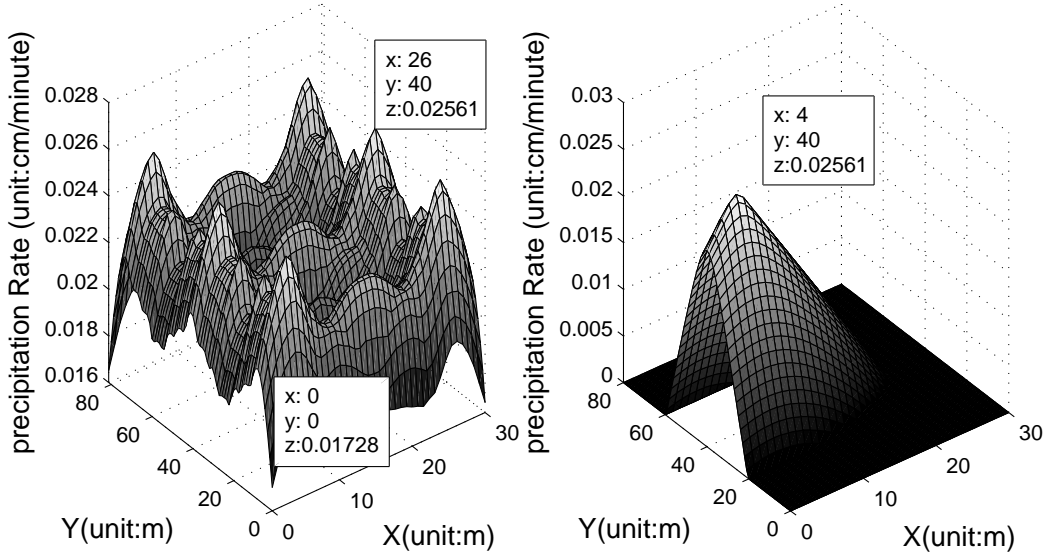 precipitation Rate (unit:cm/minute)
0.028
0.026
0.024
0.022
0.02
0.018
0.016
80
60
40
20
0
0
10
20
30
Y(unit:m)
X(unit:m)
x: 26
y: 40
z:0.02561
x: 0
y: 0
z:0.01728
precipitation Rate (unit:cm/minute)
0.03
0.025
0.02
0.015
0.01
0.005
0
80
60
40
20
0
0
10
20
30
Y(unit:m)
X(unit:m)
x: 4
y: 40
z:0.02561